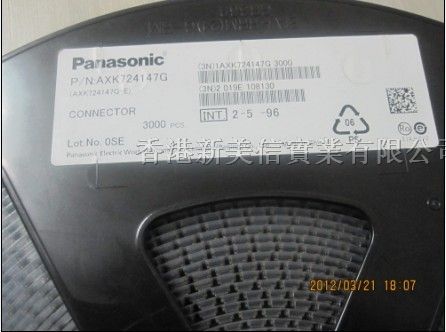 Panasonic
P/N:AXK724147G
(AXK724147G E)
CONNECTOR
3000 PCS.
Lot No. 0SE
Panasonic Electric
(3N)1AXK724147G 3000
(3N)2 019E 108130
INT 2-5 -96
06
PS
香港新美信實業有限公司
2012/03/21 18:07